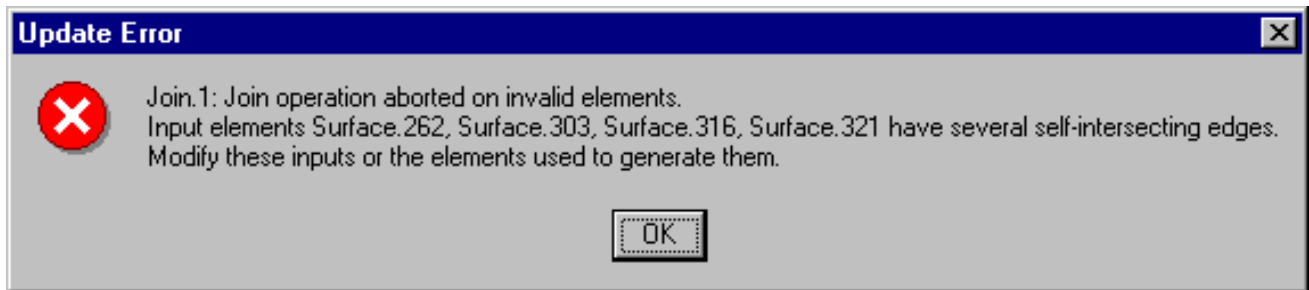 Update Error
Join.1: Join operation aborted on invalid elements.
Input elements Surface.262, Surface.303, Surface.316, Surface.321 have several self-intersecting edges.
Modify these inputs or the elements used to generate them.
OK